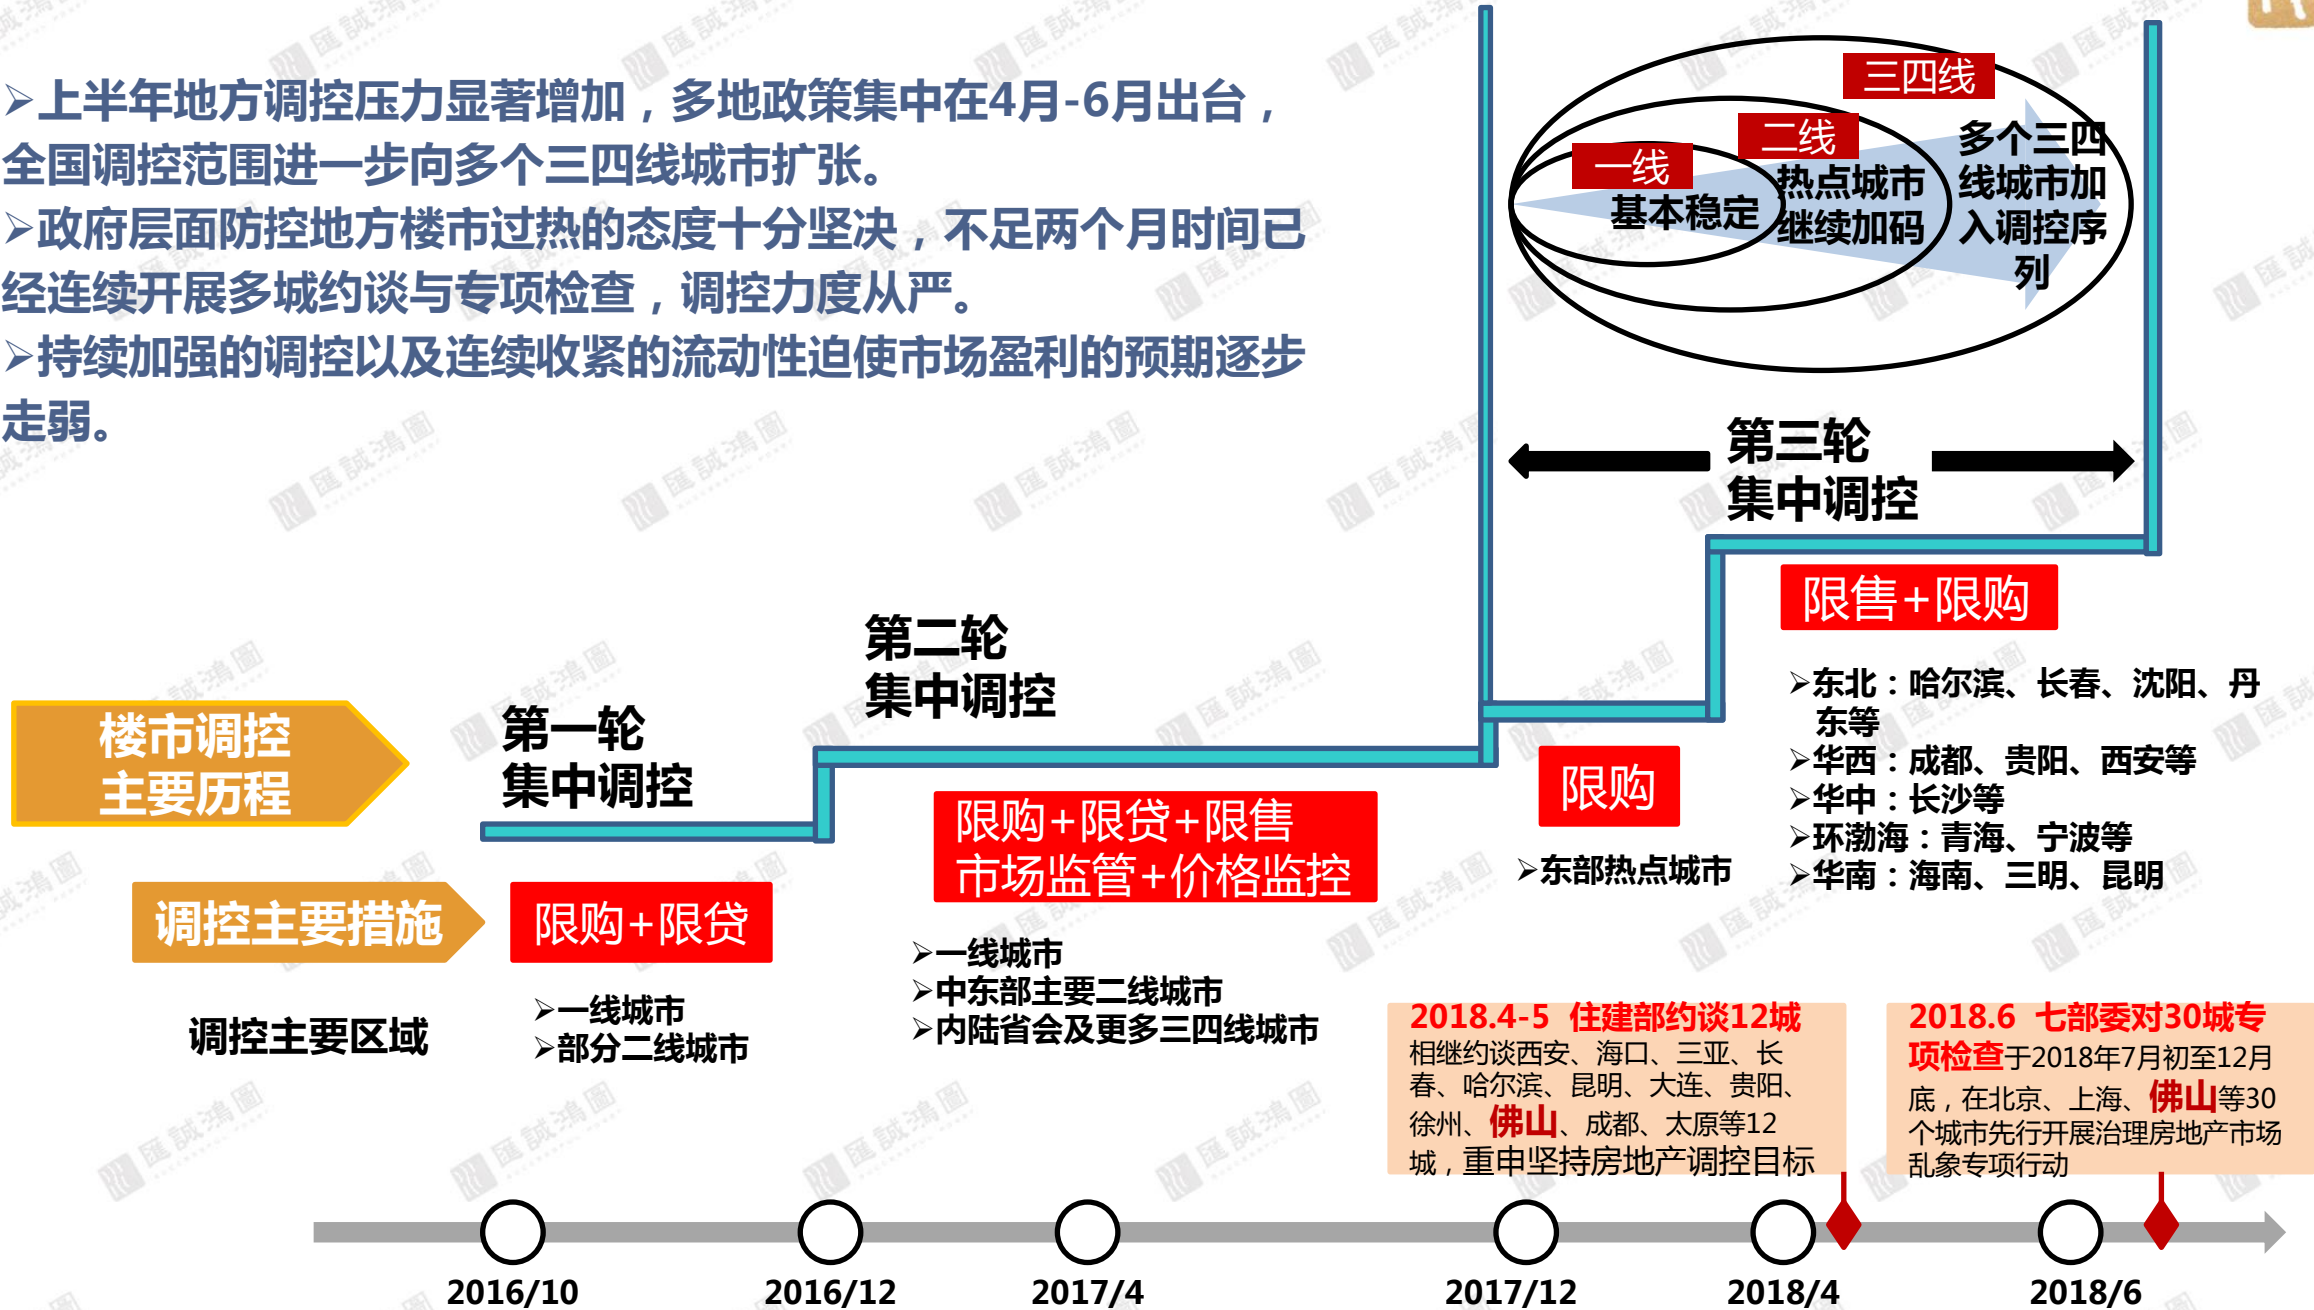 ➢上半年地方调控压力显著增加，多地政策集中在4月-6月出台，
全国调控范围进一步向多个三四线城市扩张。
➢政府层面防控地方楼市过热的态度十分坚决，不足两个月时间已
经连续开展多城约谈与专项检查，调控力度从严。
➢持续加强的调控以及连续收紧的流动性迫使市场盈利的预期逐步
走弱。
三四线
二线
一线
多个三四
线城市加
入调控序
列
热点城市
继续加码
基本稳定
第三轮
集中调控
限售+限购
第二轮
集中调控
第一轮
集中调控
楼市调控
主要历程
➢东北：哈尔滨、长春、沈阳、丹
东等
➢华西：成都、贵阳、西安等
➢华中：长沙等
➢环渤海：青海、宁波等
➢华南：海南、三明、昆明
限购
➢东部热点城市
限购+限贷+限售
市场监管+价格监控
调控主要措施
限购+限贷
➢一线城市
➢中东部主要二线城市
➢内陆省会及更多三四线城市
调控主要区域
➢一线城市
➢部分二线城市
2018.4-5 住建部约谈12城
相继约谈西安、海口、三亚、长
春、哈尔滨、昆明、大连、贵阳、
徐州、佛山、成都、太原等12
城，重申坚持房地产调控目标
2018.6 七部委对30城专
项检查于2018年7月初至12月
底，在北京、上海、佛山等30
个城市先行开展治理房地产市场
乱象专项行动
2016/10
2016/12
2017/4
2017/12
2018/4
2018/6
匯誠鴻圖